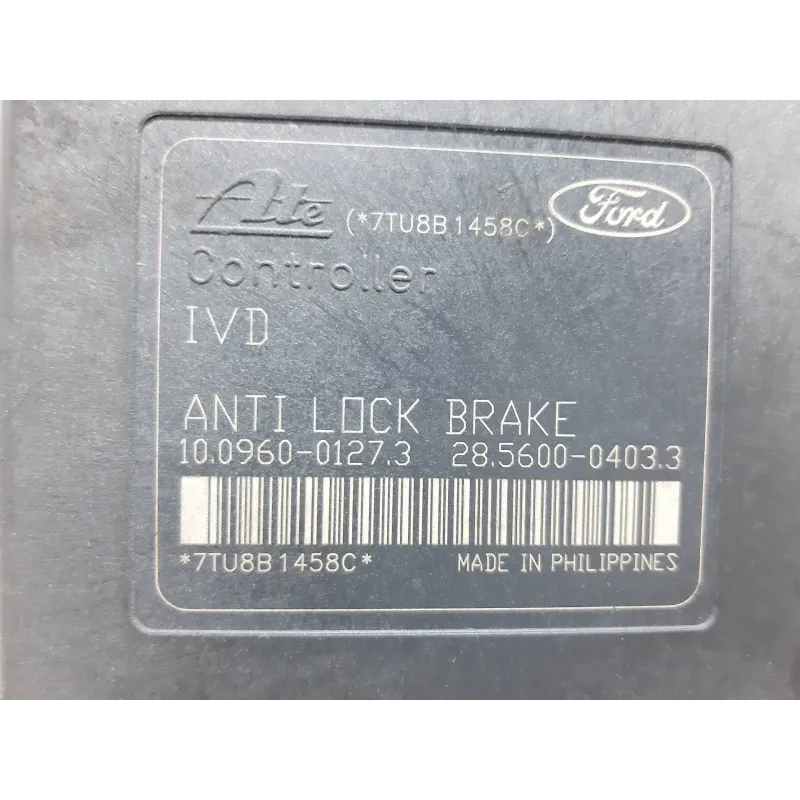 Ate (*7TU8B1458C*) Ford
Controller
IVD
ANTI LOCK BRAKE
10.0960-0127.3 28.5600-0403.3
*7TU8B1458C* MADE IN PHILIPPINES